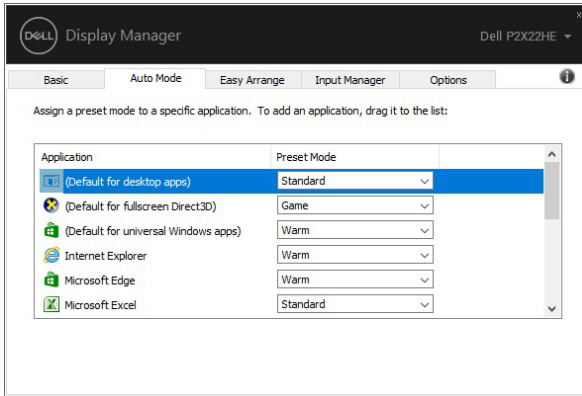 DELL Display Manager Dell P2X22HE
Basic Auto Mode Easy Arrange Input Manager Options
Assign a preset mode to a specific application. To add an application, drag it to the list:
Application Preset Mode
(Default for desktop apps) Standard
(Default for fullscreen Direct3D) Game
(Default for universal Windows apps) Warm
Internet Explorer Warm
Microsoft Edge Warm
Microsoft Excel Standard